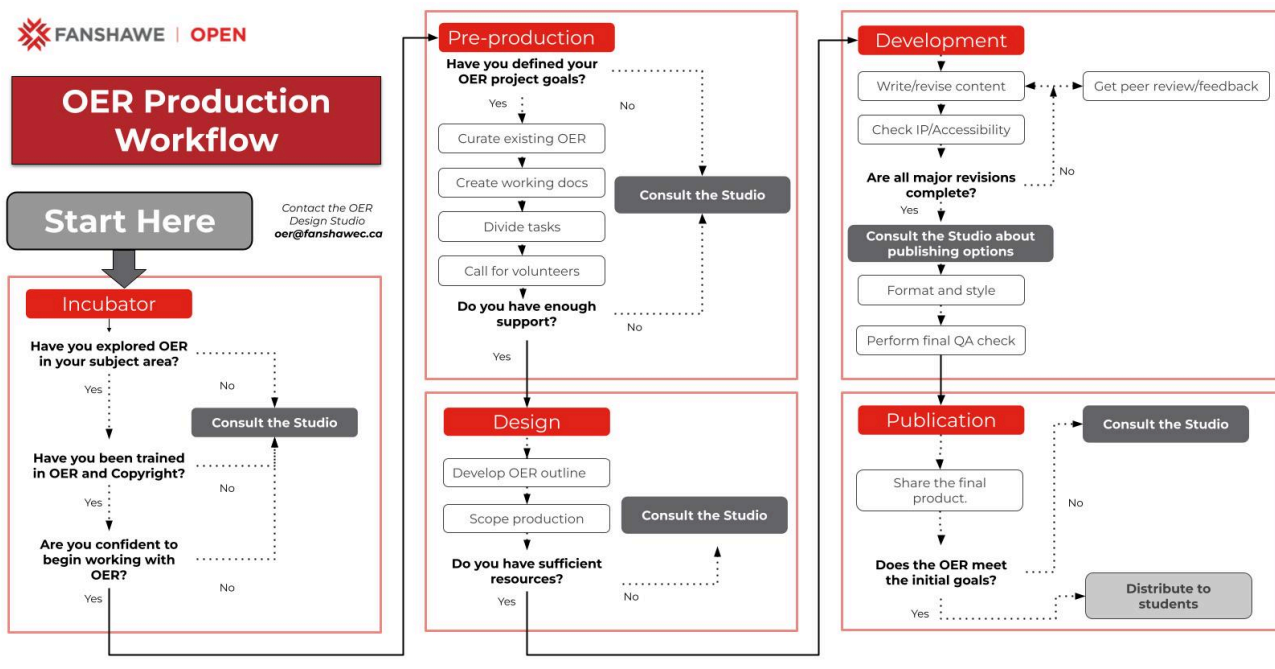 FANSHAWE | OPEN
OER Production
Workflow
Start Here
Contact the OER
Design Studio
oer@fanshawec.ca
Incubator
Have you explored OER
in your subject area?
Yes
No
Consult the Studio
Have you been trained
in OER and Copyright?
Yes
No
Are you confident to
begin working with
OER?
Yes
No
Pre-production
Have you defined your
OER project goals?
Yes
No
Curate existing OER
Create working docs
Consult the Studio
Divide tasks
Call for volunteers
Do you have enough
support?
No
Yes
Design
Develop OER outline
Scope production
Consult the Studio
Do you have sufficient
resources?
Yes
No
Development
Write/revise content
Get peer review/feedback
Check IP/Accessibility
Are all major revisions
complete?
No
Yes
Consult the Studio about
publishing options
Format and style
Perform final QA check
Publication
Consult the Studio
Share the final
product.
No
Does the OER meet
the initial goals?
Yes
Distribute to
students